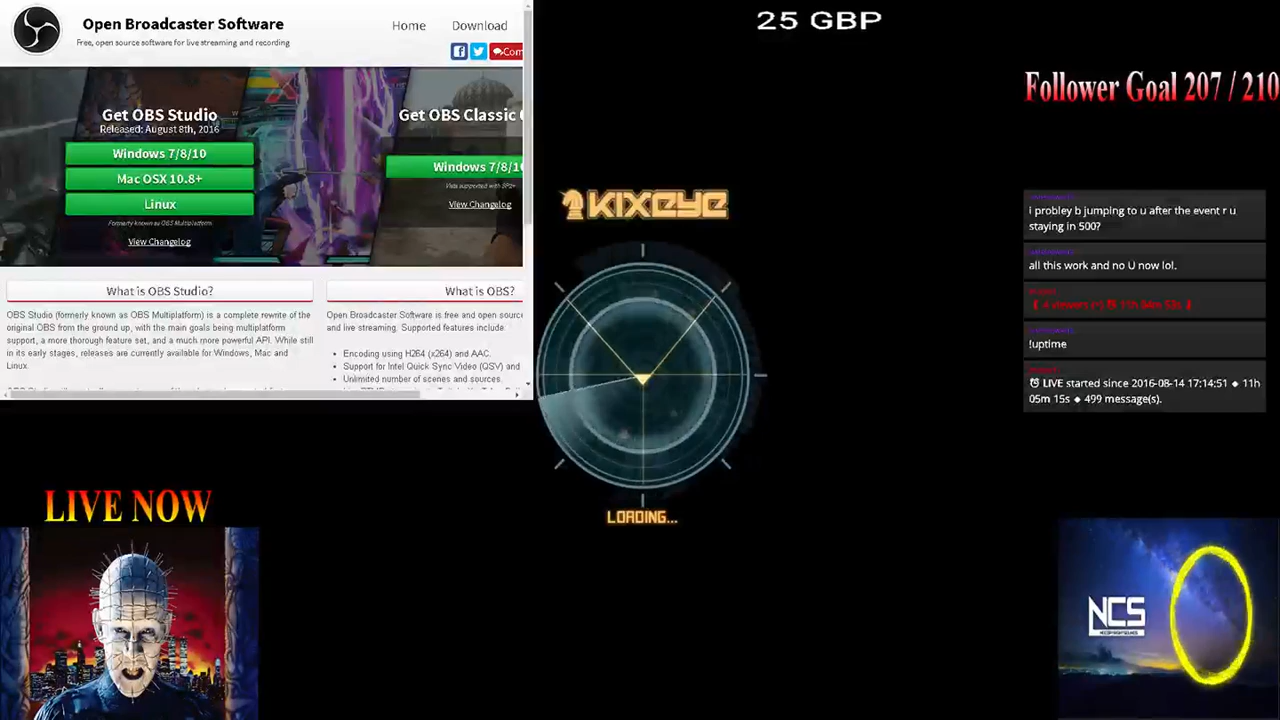 Open Broadcaster Software
Free, open source software for live streaming and recording
Home
Download
Get OBS Studio
Released: August 8th, 2016
Windows 7/8/10
Mac OSX 10.8+
Linux
Formerly known as OBS Multiplatform.
View Changelog
Get OBS Classic
Windows 7/8/10
Vista supported with SP2+
View Changelog
What is OBS Studio?
OBS Studio (formerly known as OBS Multiplatform) is a complete rewrite of the
original OBS from the ground up, with the main goals being multiplatform
support, a more thorough feature set, and a much more powerful API. While still
in its early stages, releases are currently available for Windows, Mac and
Linux.
What is OBS?
Open Broadcaster Software is free and open source
and live streaming. Supported features include
Encoding using H264 (x264) and AAC.
Support for Intel Quick Sync Video (QSV) and
Unlimited number of scenes and sources
25 GBP
KIXEYE
LOADING...
Follower Goal 207 / 210
i probley b jumping to u after the event r u
staying in 500?
all this work and no U now lol.
!uptime
LIVE started since 2016-08-14 17:14:51 ◆ 11h
05m 15s ◆ 499 message(s).
LIVE NOW
NCS